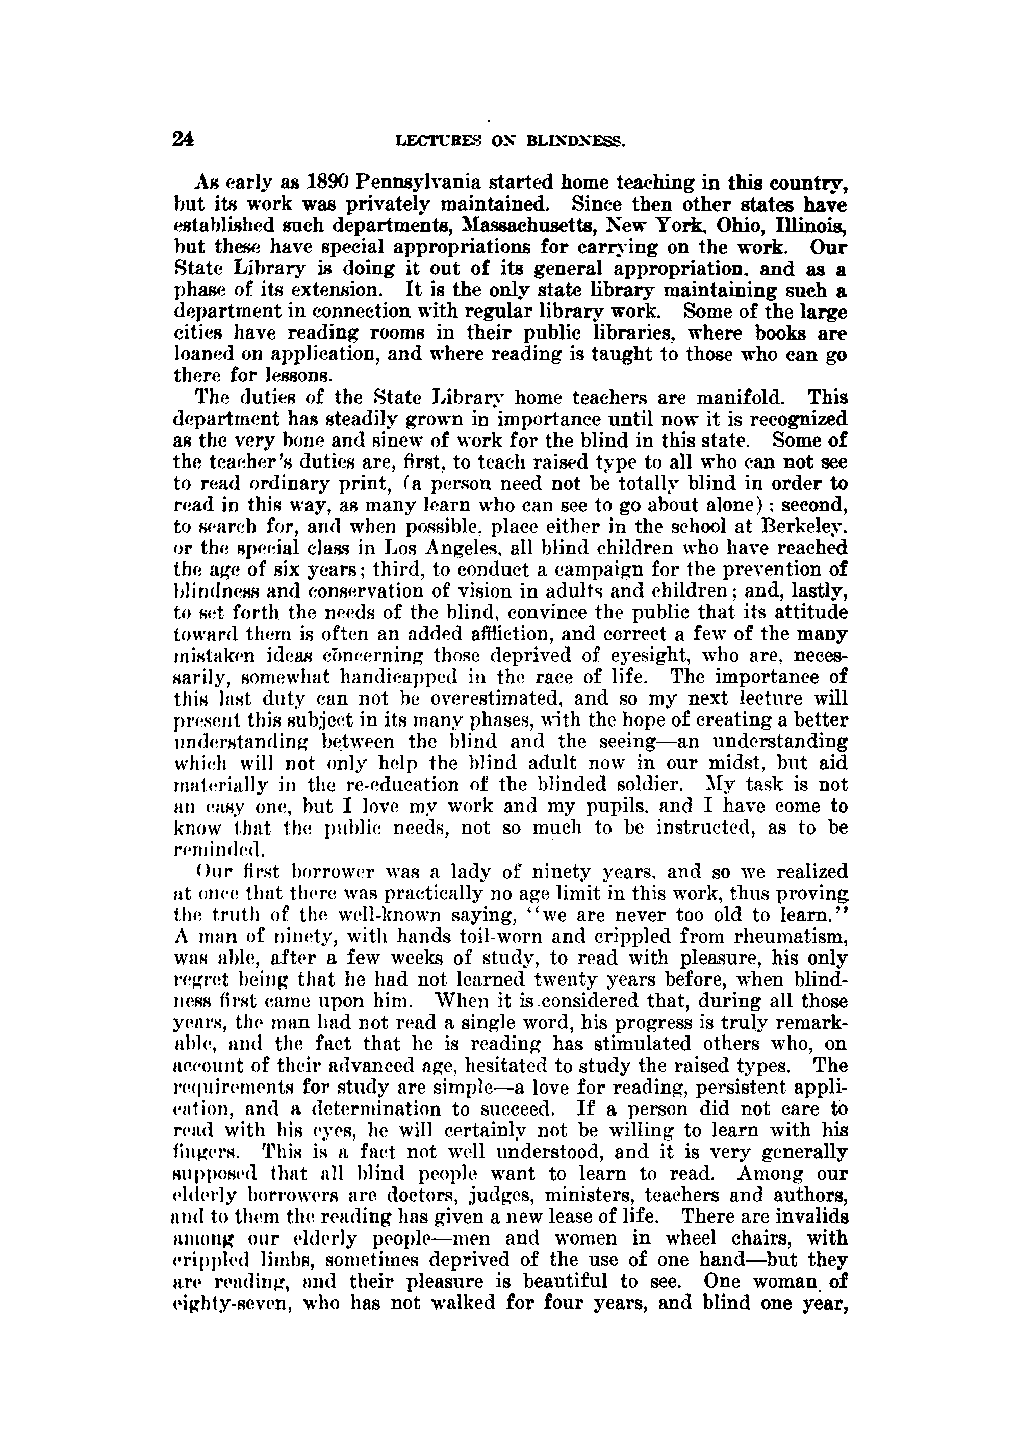 24 LECTURES ON BLINDNESS.
As early as 1890 Pennsylvania started home teaching in this country,
but its work was privately maintained. Since then other states have
established such departments, Massachusetts, New York, Ohio, Illinois,
but these have special appropriations for carrying on the work. Our
State Library is doing it out of its general appropriation, and as a
phase of its extension. It is the only state library maintaining such a
department in connection with regular library work. Some of the large
cities have reading rooms in their public libraries, where books are
loaned on application, and where reading is taught to those who can go
there for lessons.
The duties of the State Library home teachers are manifold. This
department has steadily grown in importance until now it is recognized
as the very bone and sinew of work for the blind in this state. Some of
the teacher's duties are, first, to teach raised type to all who can not see
to read ordinary print, (a person need not be totally blind in order to
read in this way, as many learn who can see to go about alone); second,
to search for, and when possible, place either in the school at Berkeley,
or the special class in Los Angeles, all blind children who have reached
the age of six years; third, to conduct a campaign for the prevention of
blindness and conservation of vision in adults and children; and, lastly,
to set forth the needs of the blind, convince the public that its attitude
toward them is often an added affliction, and correct a few of the many
mistaken ideas concerning those deprived of eyesight, who are, neces-
sarily, somewhat handicapped in the race of life. The importance of
this last duty can not be overestimated, and so my next lecture will
present this subject in its many phases, with the hope of creating a better
understanding between the blind and the seeing—an understanding
which will not only help the blind adult now in our midst, but aid
materially in the re-education of the blinded soldier. My task is not
an easy one, but I love my work and my pupils, and I have come to
know that the public needs, not so much to be instructed, as to be
reminded.
Our first borrower was a lady of ninety years, and so we realized
at once that there was practically no age limit in this work, thus proving
the truth of the well-known saying, "we are never too old to learn."
A man of ninety, with hands toil-worn and crippled from rheumatism,
was able, after a few weeks of study, to read with pleasure, his only
regret being that he had not learned twenty years before, when blind-
ness first came upon him. When it is considered that, during all those
years, the man had not read a single word, his progress is truly remark-
able, and the fact that he is reading has stimulated others who, on
account of their advanced age, hesitated to study the raised types. The
requirements for study are simple—a love for reading, persistent appli-
cation, and a determination to succeed. If a person did not care to
read with his eyes, he will certainly not be willing to learn with his
fingers. This is a fact not well understood, and it is very generally
supposed that all blind people want to learn to read. Among our
elderly borrowers are doctors, judges, ministers, teachers and authors,
and to them the reading has given a new lease of life. There are invalids
among our elderly people—men and women in wheel chairs, with
crippled limbs, sometimes deprived of the use of one hand—but they
are reading, and their pleasure is beautiful to see. One woman of
eighty-seven, who has not walked for four years, and blind one year,